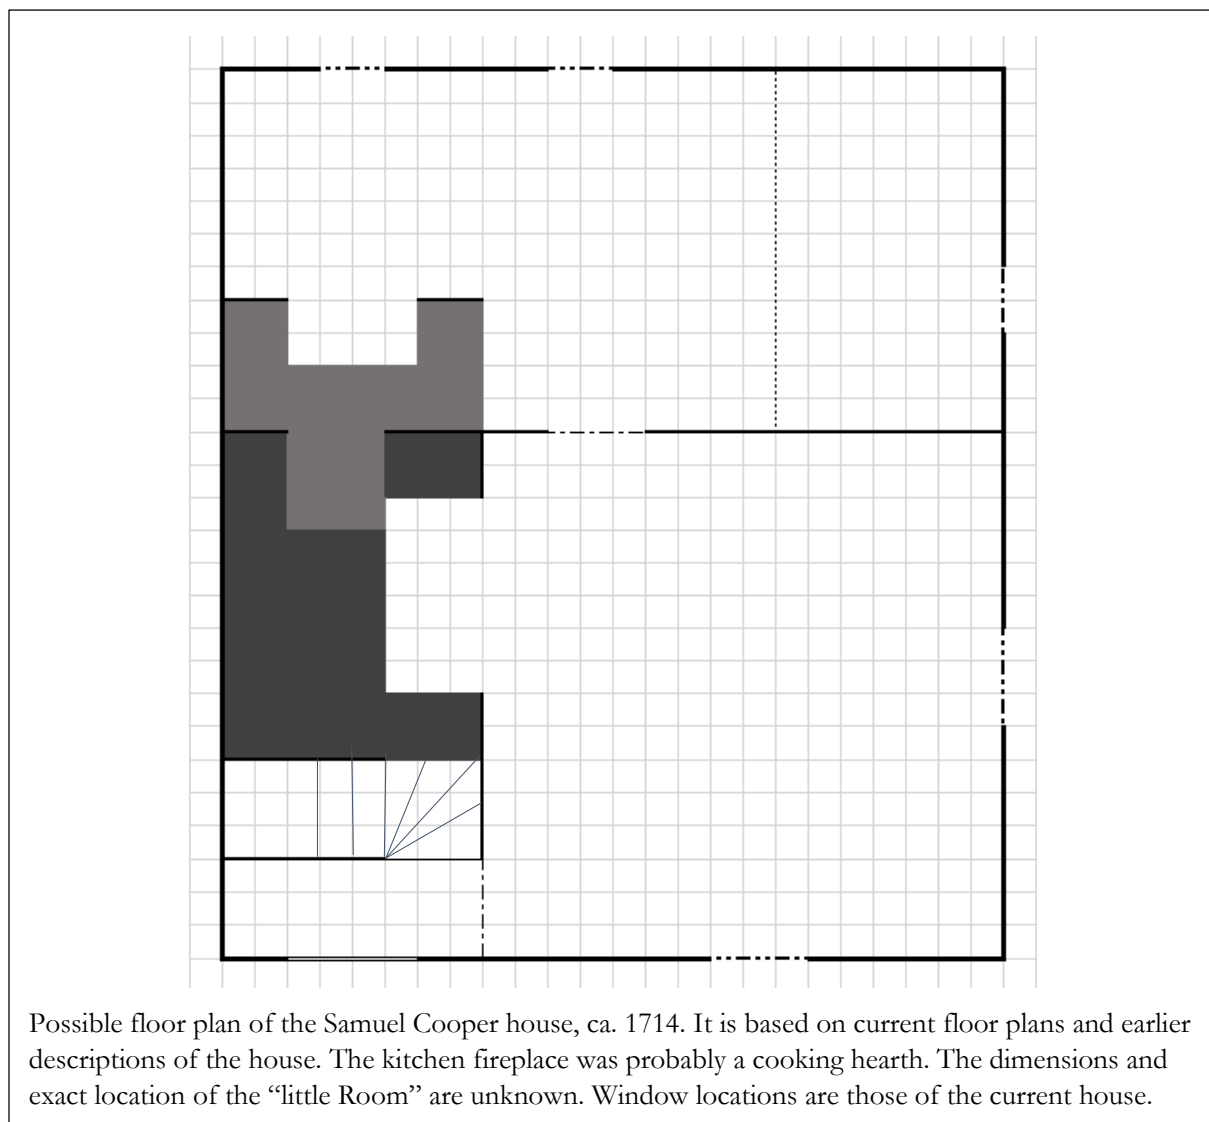 Possible floor plan of the Samuel Cooper house, ca. 1714. It is based on current floor plans and earlier
descriptions of the house. The kitchen fireplace was probably a cooking hearth. The dimensions and
exact location of the “little Room” are unknown. Window locations are those of the current house.